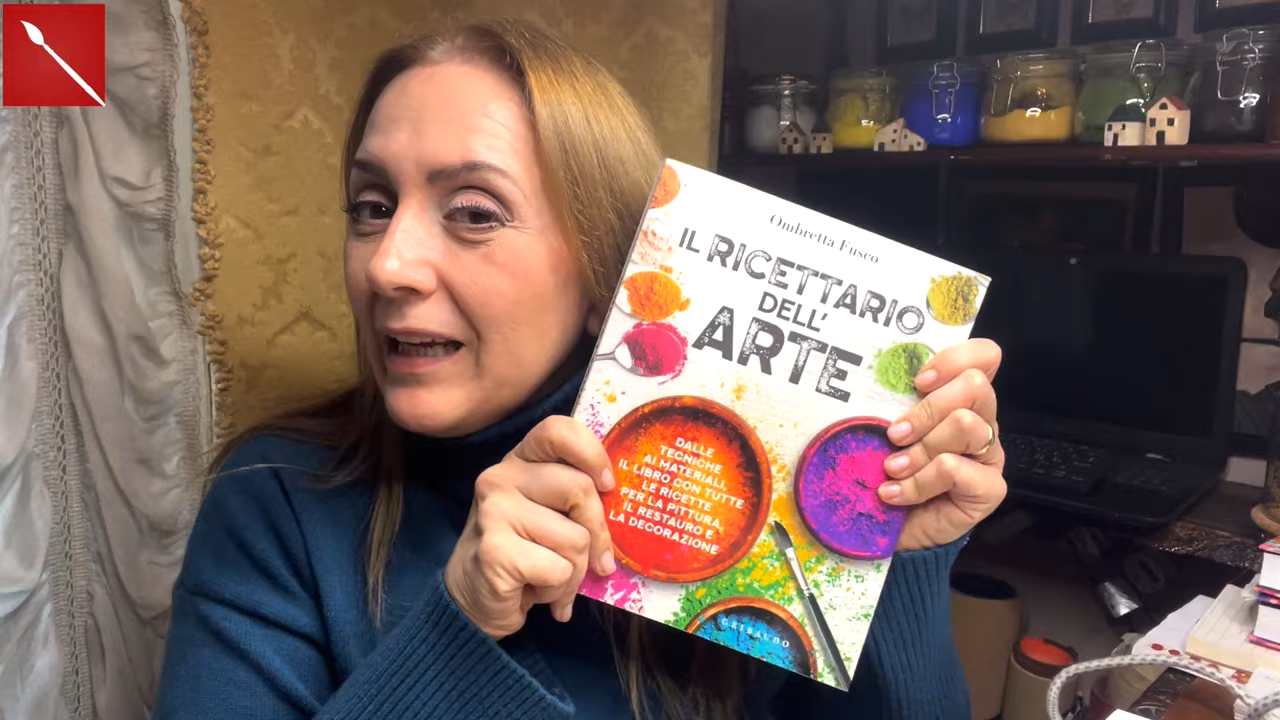 Ombretta Fusco
IL RICETTARIO
DELL'
ARTE
DALLE
TECNICHE
AI MATERIALI,
IL LIBRO CON TUTTE
LE RICETTE
PER LA PITTURA,
IL RESTAURO E
LA DECORAZIONE
GRIBAUDO